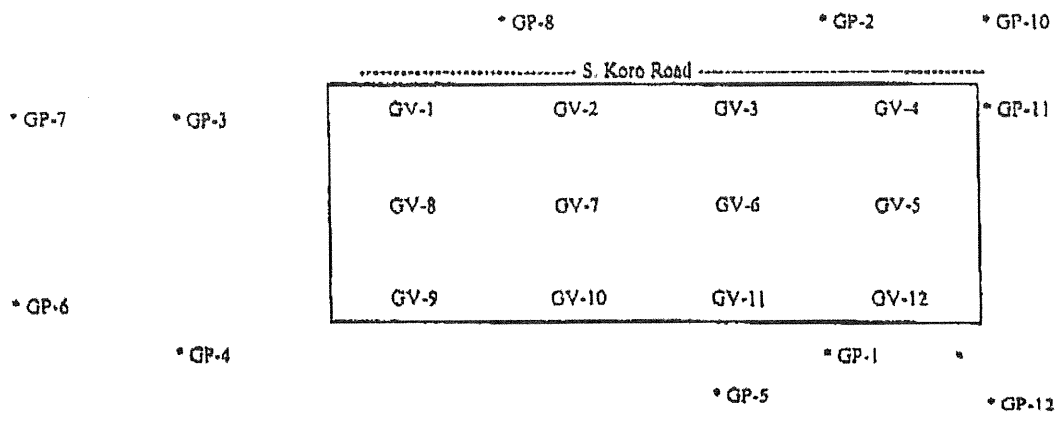 * GP-8 * GP-2 * GP-10
S. Koro Road
* GP-7 * GP-3 GV-1 GV-2 GV-3 GV-4 * GP-11
GV-8 GV-7 GV-6 GV-5
* GP-6 GV-9 GV-10 GV-11 GV-12
* GP-4 * GP-1 *
* GP-5 * GP-12